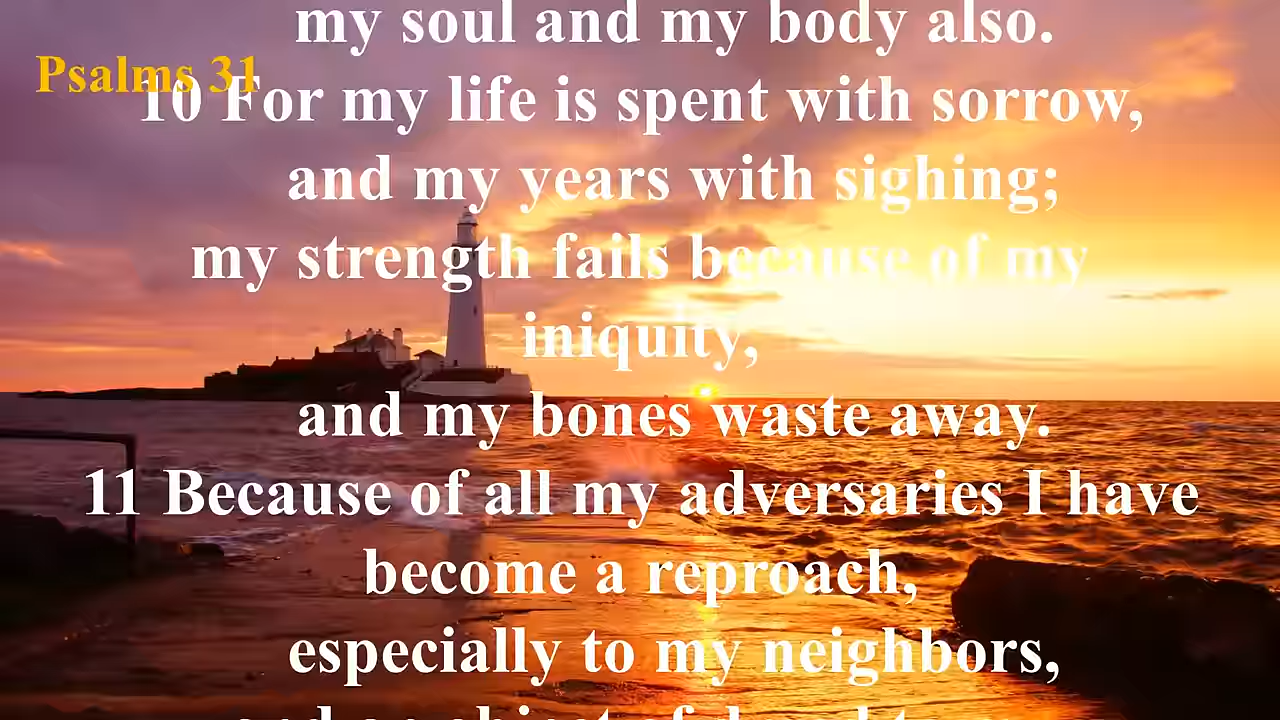 my soul and my body also.
Psalms 31
10 For my life is spent with sorrow,
and my years with sighing;
my strength fails because of my
iniquity,
and my bones waste away.
11 Because of all my adversaries I have
become a reproach,
especially to my neighbors,